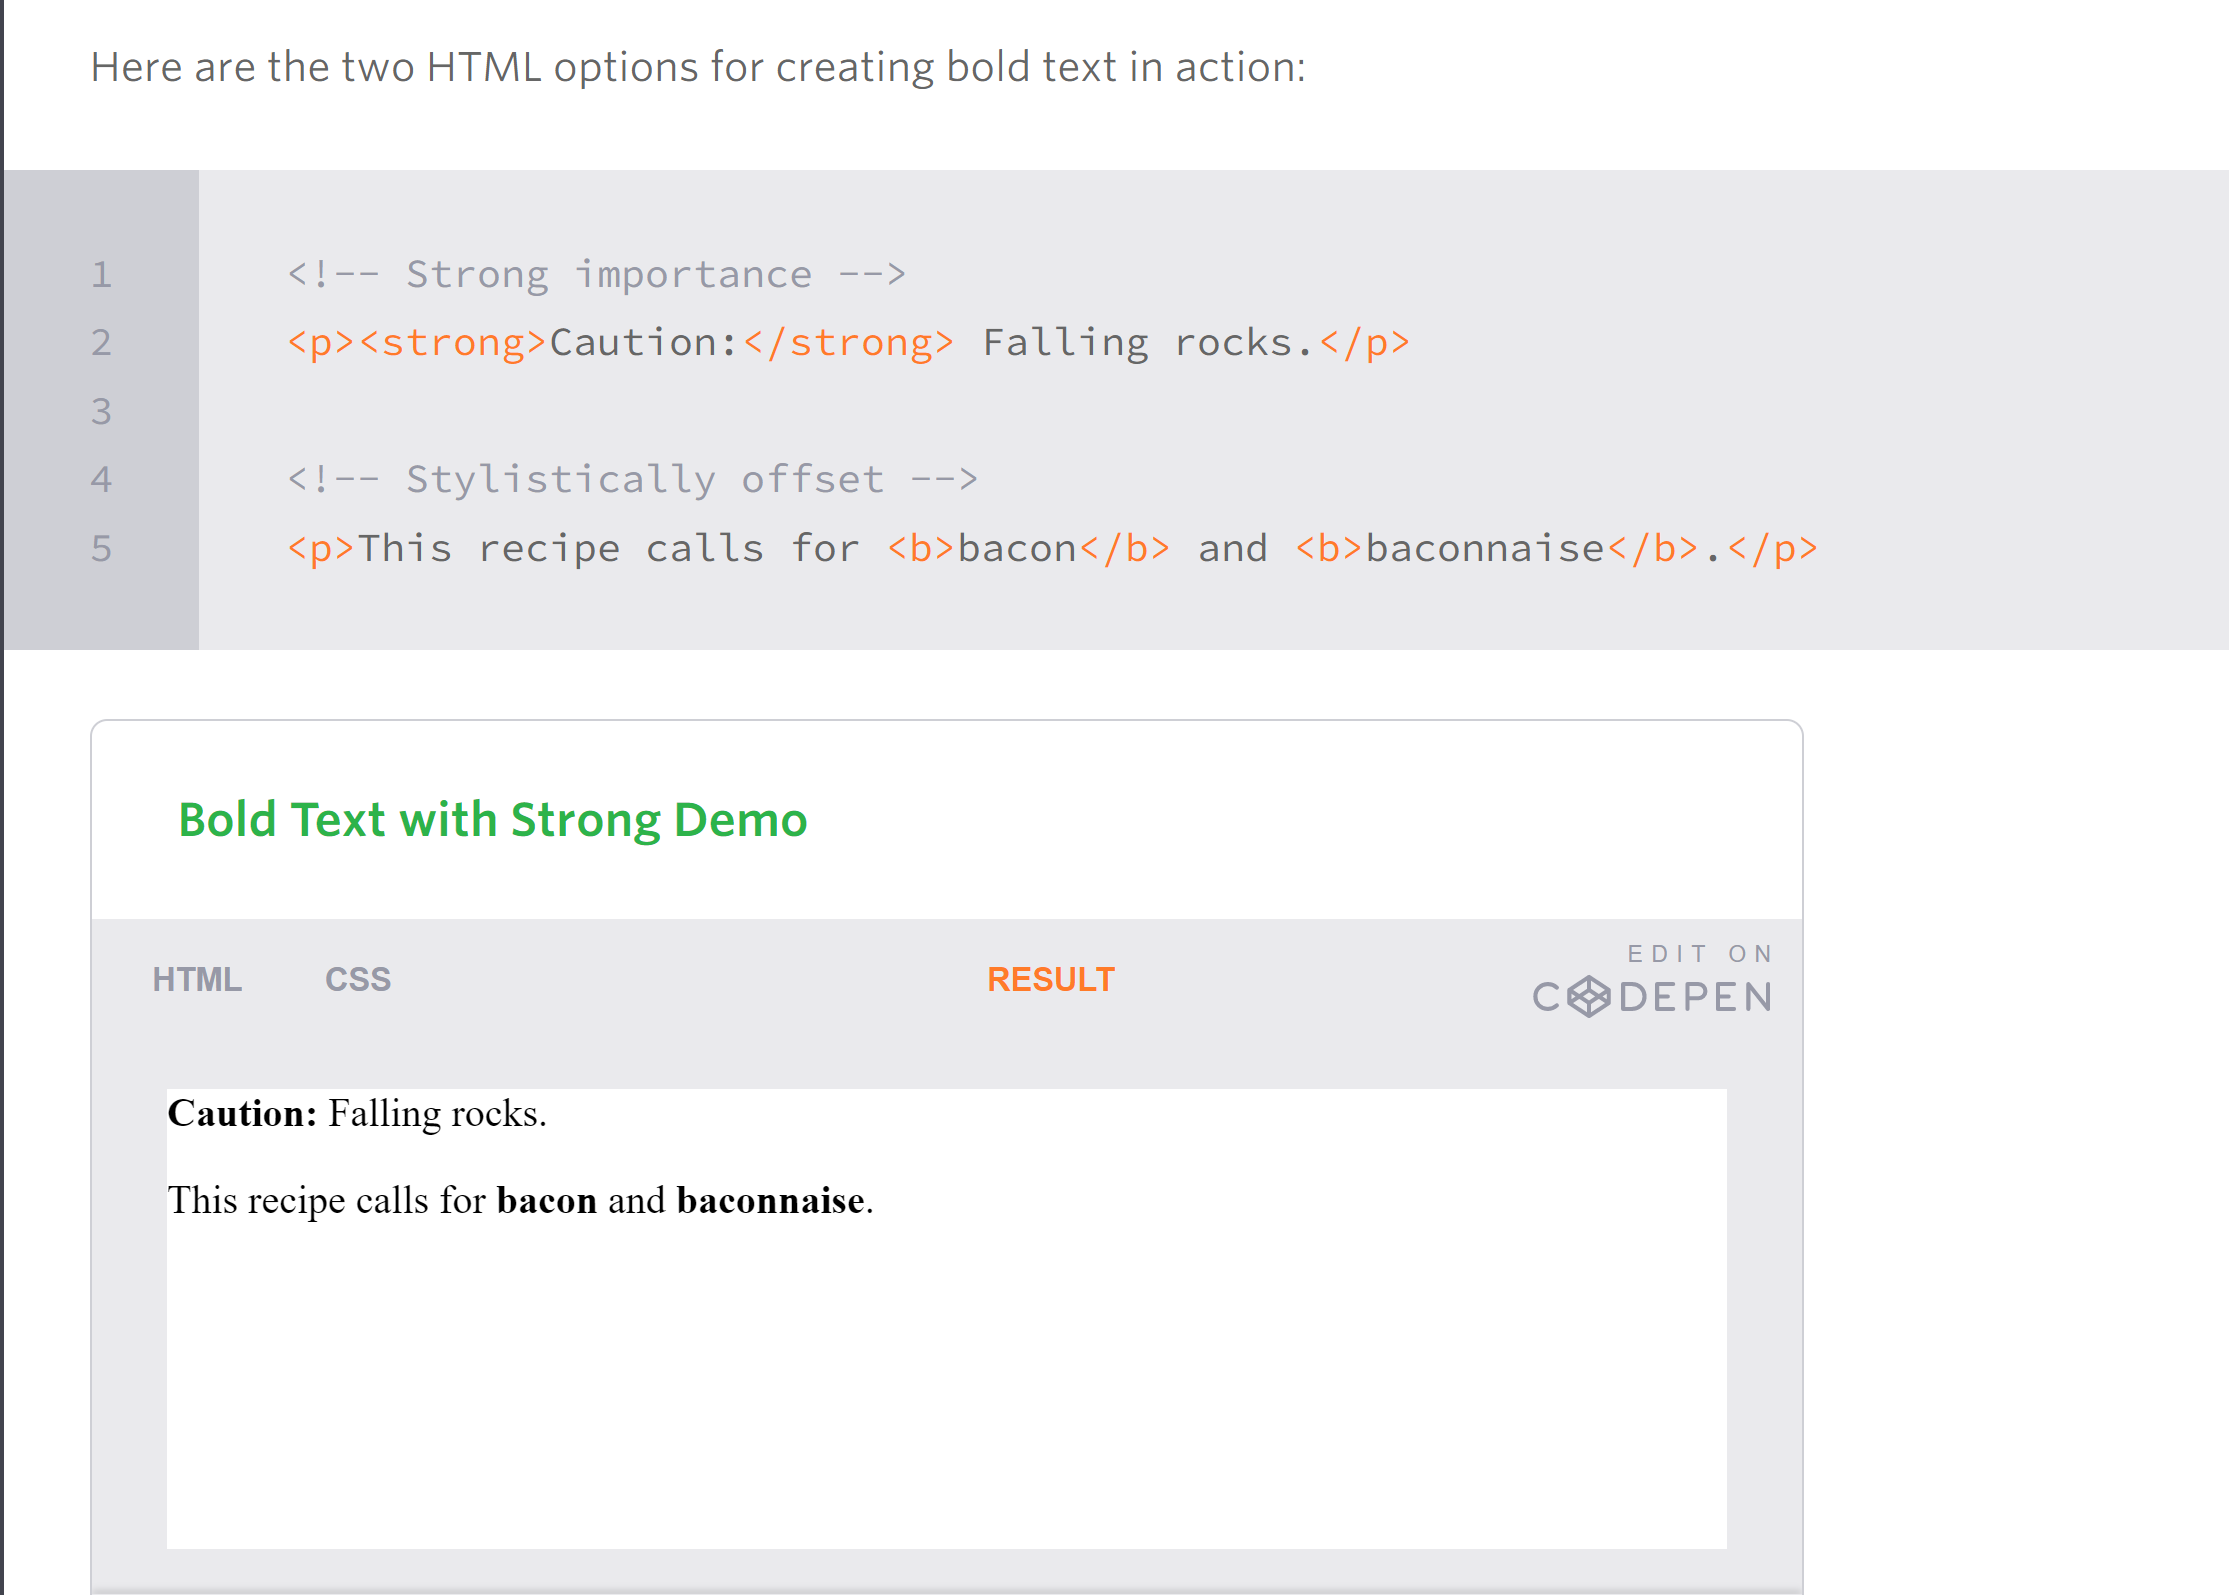 Here are the two HTML options for creating bold text in action:
1 <!-- Strong importance -->
2 <p><strong>Caution:</strong> Falling rocks.</p>
3
4 <!-- Stylistically offset -->
5 <p>This recipe calls for <b>bacon</b> and <b>baconnaise</b>.</p>
Bold Text with Strong Demo
HTML CSS RESULT EDIT ON
CODEPEN
Caution: Falling rocks.
This recipe calls for bacon and baconnaise.